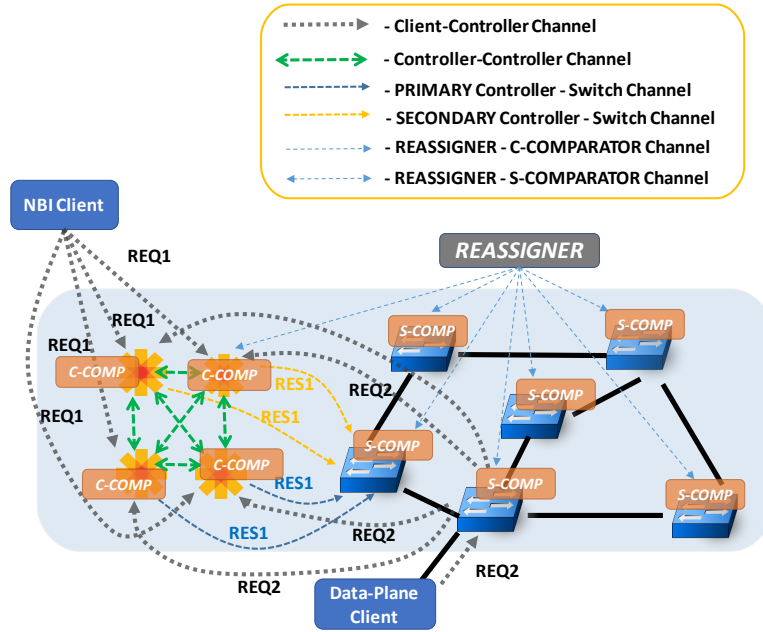 - Client-Controller Channel
- Controller-Controller Channel
- PRIMARY Controller - Switch Channel
- SECONDARY Controller - Switch Channel
- REASSIGNER - C-COMPARATOR Channel
- REASSIGNER - S-COMPARATOR Channel
NBI Client
REQ1
REASSIGNER
REQ1
S-COMP
S-COMP
REQ1
C-COMP
C-COMP
RES1
REQ2
S-COMP
REQ1
RES1
S-COMP
C-COMP
C-COMP
RES1
S-COMP
S-COMP
RES1
REQ2
REQ2
REQ2
Data-Plane
Client